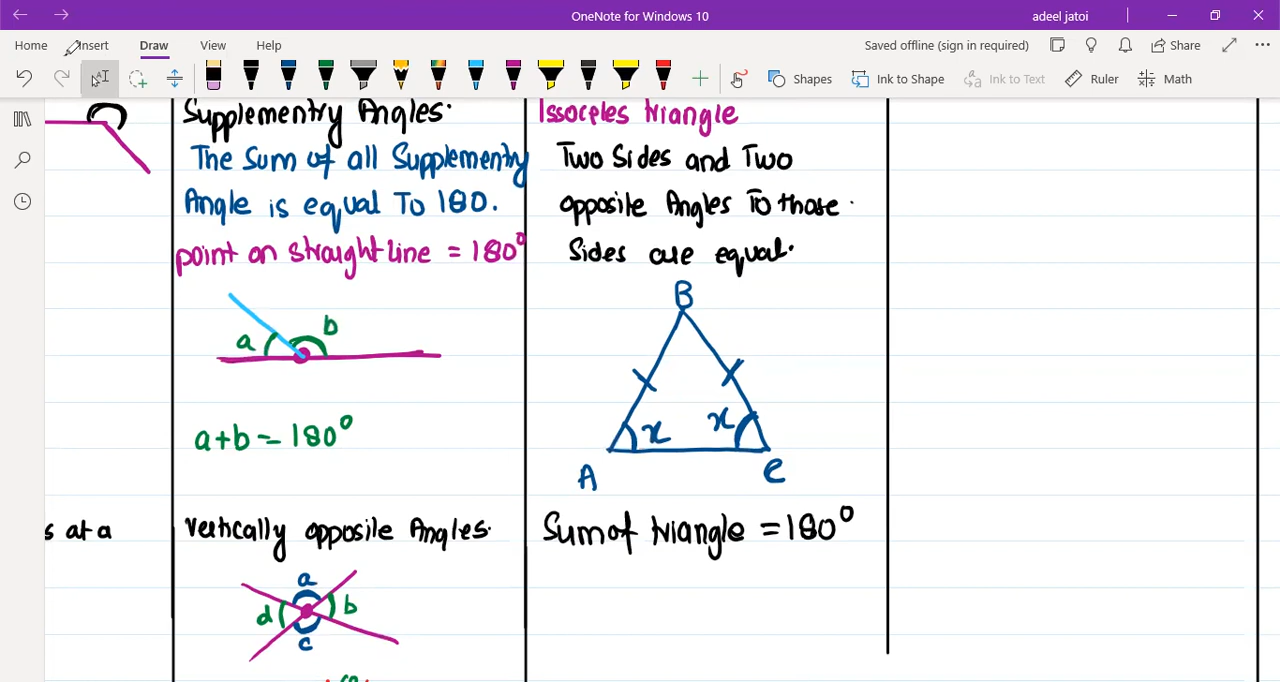 OneNote for Windows 10
adeel jatoi
Home
Insert
Draw
View
Help
Saved offline (sign in required)
Share
Shapes
Ink to Shape
Ink to Text
Ruler
Math
Supplementry Angles.
The Sum of all Supplementry
Angle is equal To 180.
point on straight line = 180°
a
b
a+b = 180°
s at a
Vertically opposite Angles.
a
d
b
c
Issoceles triangle
Two Sides and Two
opposite Angles To those.
Sides are equal.
B
x
x
A
C
Sum of triangle = 180°